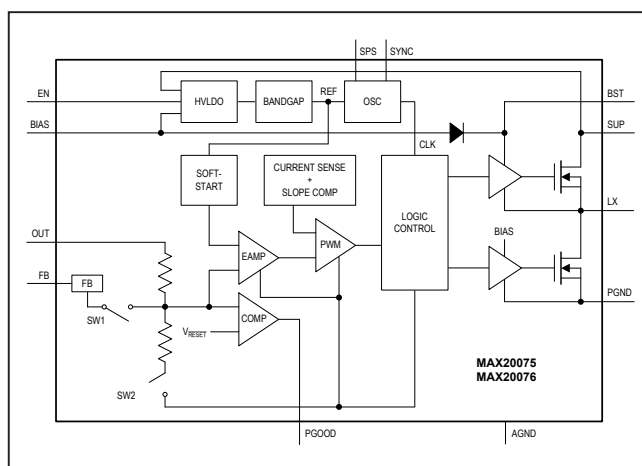 SPS SYNC
EN
HVLDO
BANDGAP
REF
OSC
BST
BIAS
SUP
CLK
SOFT-
START
CURRENT SENSE
+
SLOPE COMP
LOGIC
CONTROL
LX
OUT
EAMP
PWM
BIAS
FB
FB
PGND
SW1
COMP
VRESET
MAX20075
MAX20076
SW2
PGOOD
AGND